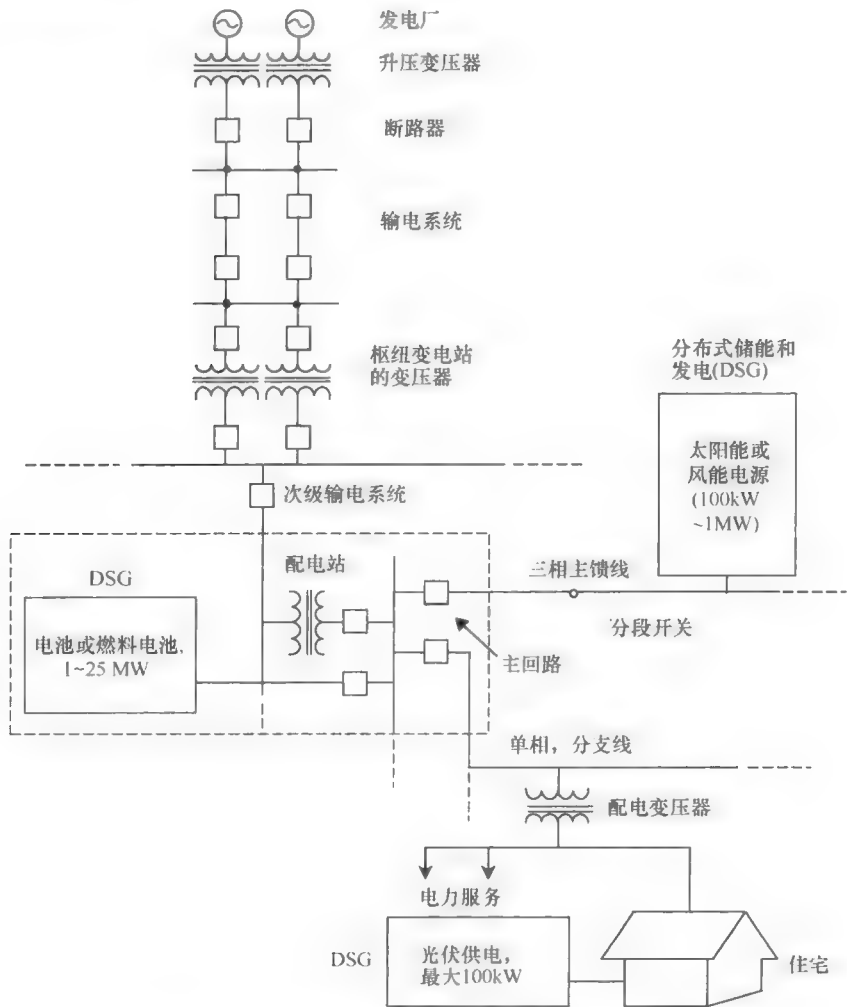 发电厂
升压变压器
断路器
输电系统
枢纽变电站
的变压器
分布式储能和
发电(DSG)
太阳能或
风能电源
(100kW
~1MW)
次级输电系统
DSG
配电站
三相主馈线
电池或燃料电池,
1~25 MW
分段开关
主回路
单相，分支线
配电变压器
电力服务
DSG
光伏供电,
最大100kW
住宅